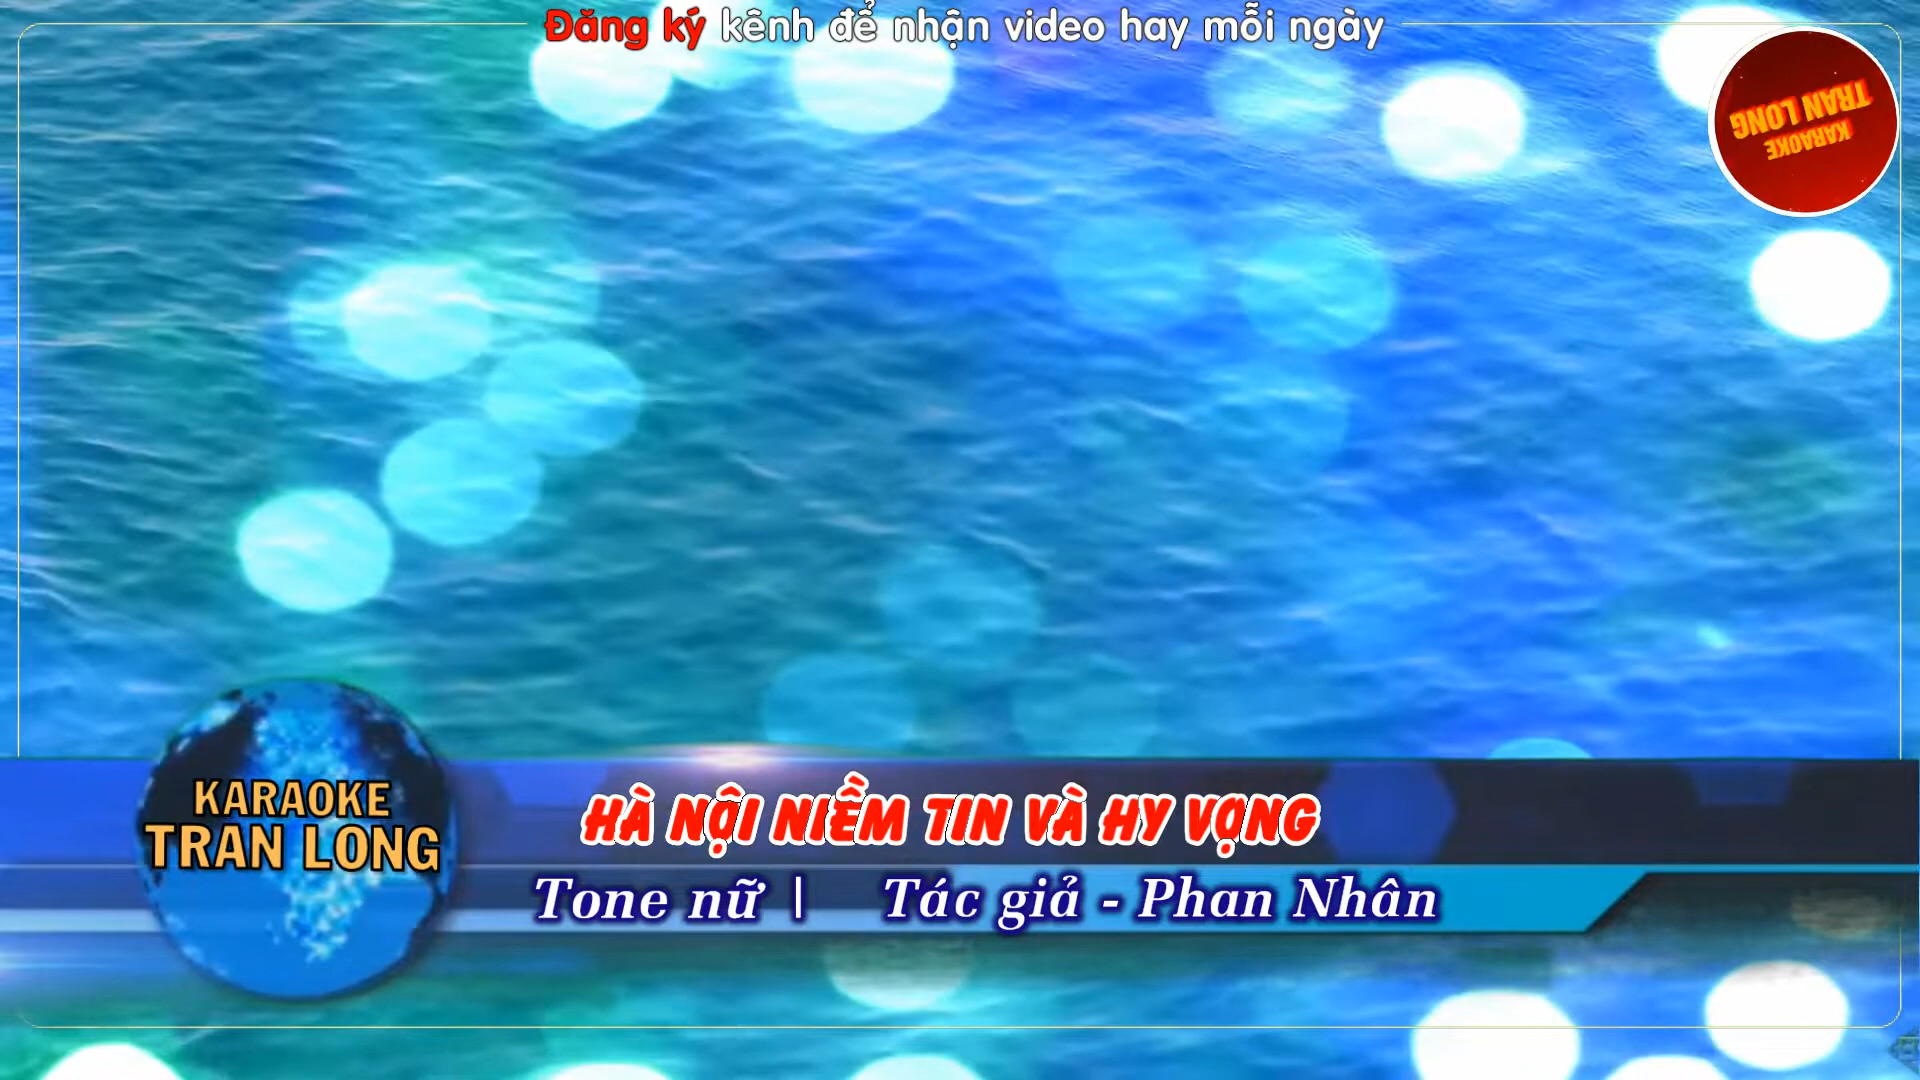 Đăng ký kênh để nhận video hay mỗi ngày
KARAOKE
TRAN LONG
KARAOKE
TRAN LONG
HÀ NỘI NIỀM TIN VÀ HY VỌNG
Tone nữ | Tác giả - Phan Nhân